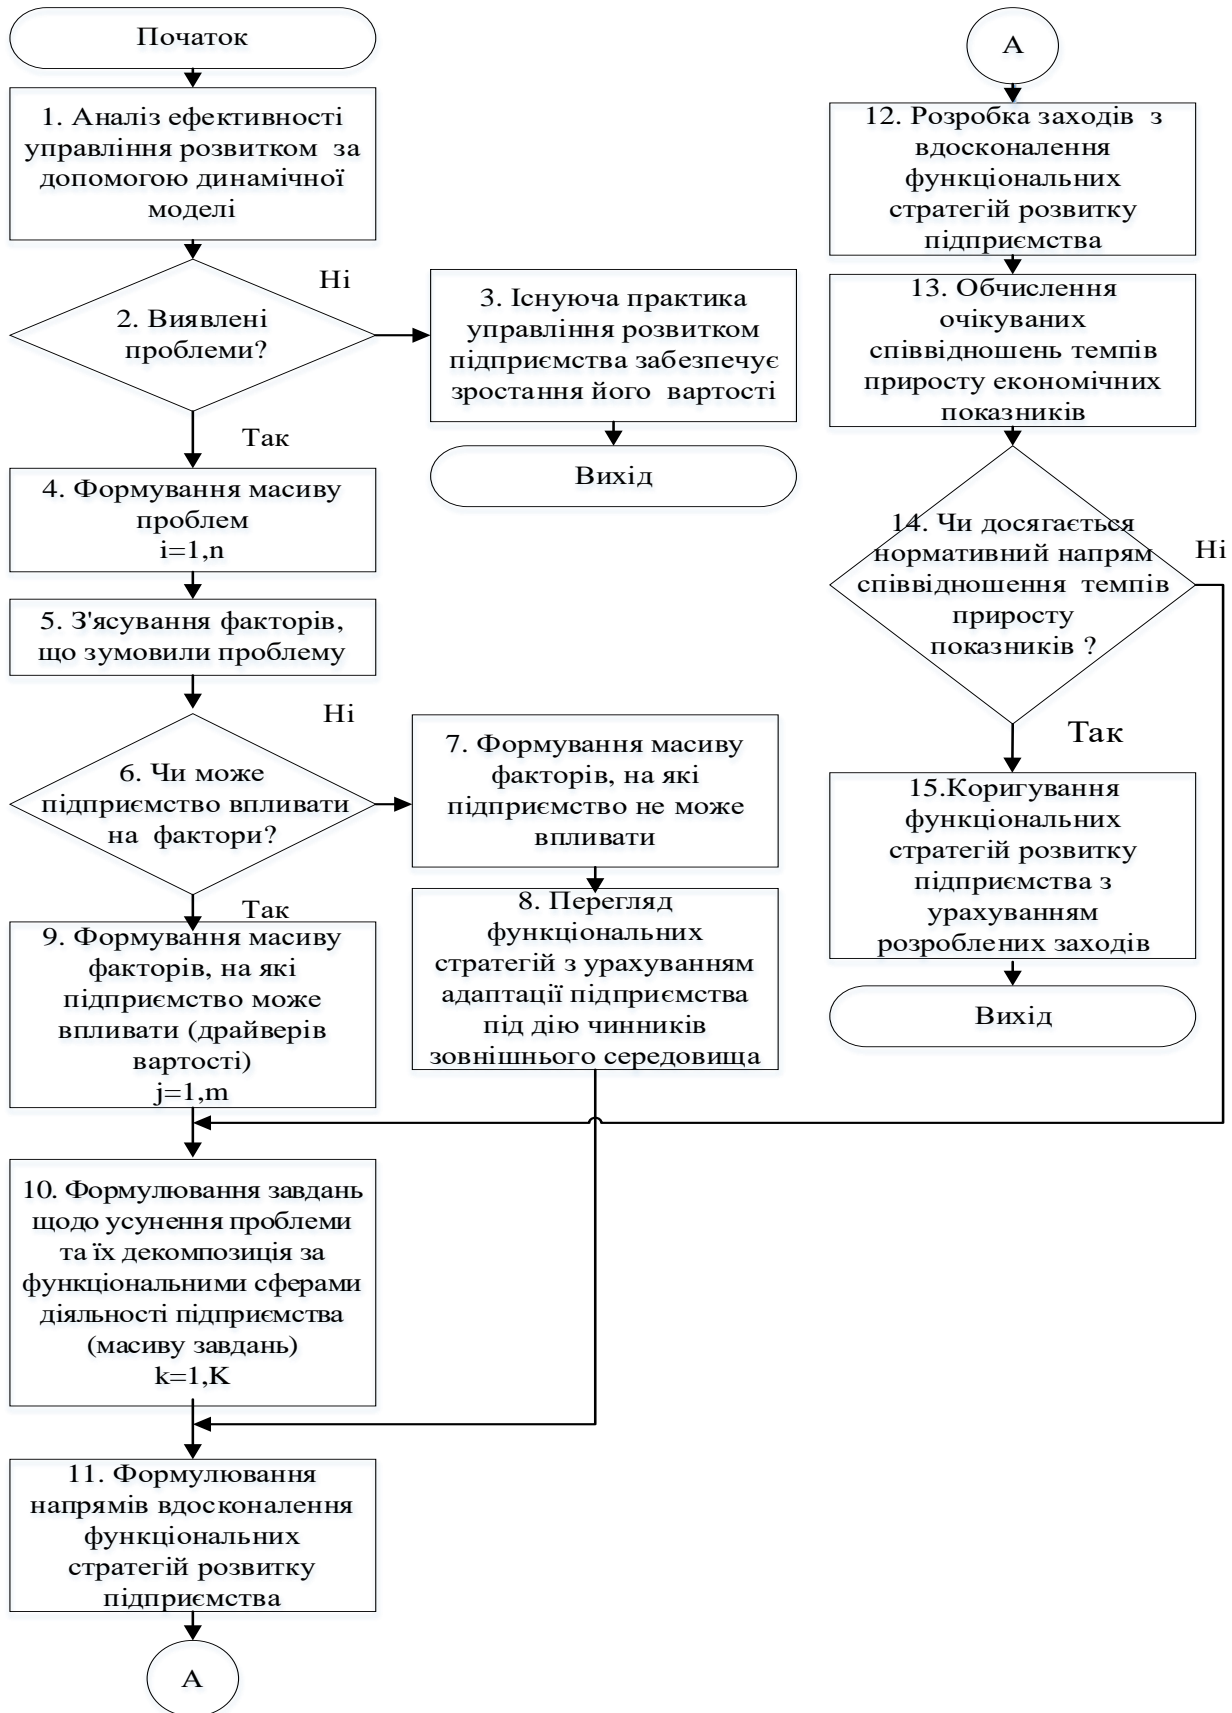 Початок
1. Аналіз ефективності
управління розвитком за
допомогою динамічної
моделі
Ні
2. Виявлені
проблеми?
3. Існуюча практика
управління розвитком
підприємства забезпечує
зростання його вартості
Вихід
Так
4. Формування масиву
проблем
i=1,n
5. З'ясування факторів,
що зумовили проблему
Ні
6. Чи може
підприємство впливати
на фактори?
7. Формування масиву
факторів, на які
підприємство не може
впливати
8. Перегляд
функціональних
стратегій з урахуванням
адаптації підприємства
під дію чинників
зовнішнього середовища
Так
9. Формування масиву
факторів, на які
підприємство може
впливати (драйверів
вартості)
j=1,m
10. Формулювання завдань
щодо усунення проблеми
та їх декомпозиція за
функціональними сферами
діяльності підприємства
(масиву завдань)
k=1,K
11. Формулювання
напрямів вдосконалення
функціональних
стратегій розвитку
підприємства
А
А
12. Розробка заходів з
вдосконалення
функціональних
стратегій розвитку
підприємства
13. Обчислення
очікуваних
співвідношень темпів
приросту економічних
показників
14. Чи досягається
нормативний напрям
співвідношення темпів
приросту
показників ?
Ні
Так
15.Коригування
функціональних
стратегій розвитку
підприємства з
урахуванням
розроблених заходів
Вихід